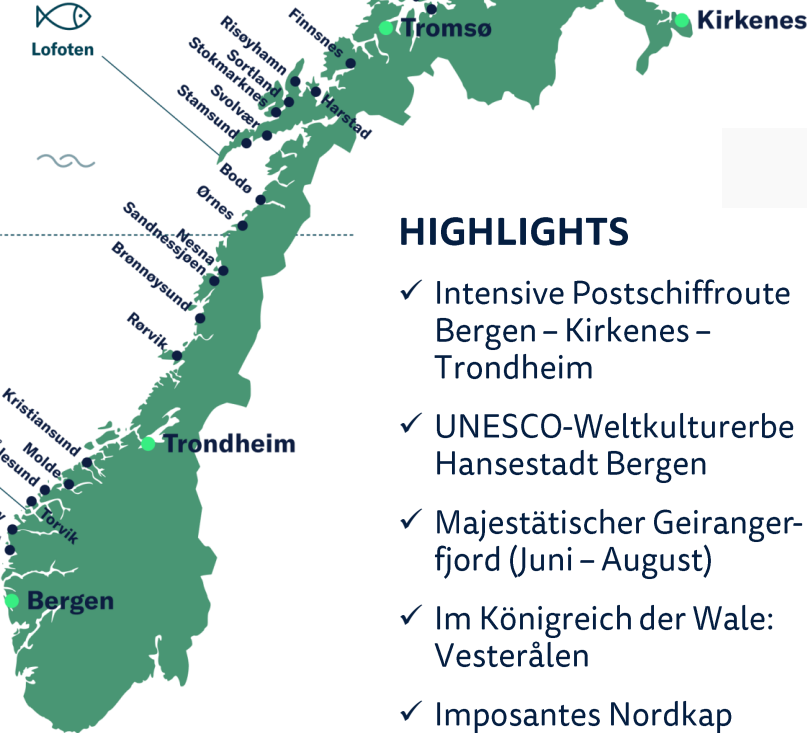 Kirkenes
Tromsø
Lofoten
Finnsnes
Risøyhamn
Sortland
Stokmarknes
Harstad
Svolvær
Stamsund
Bodø
Ørnes
Nesna
Sandnessjøen
Brønnøysund
Rørvik
Kristiansund
Trondheim
Molde
lesund
Torvik
Bergen
HIGHLIGHTS
✓ Intensive Postschiffroute
Bergen – Kirkenes –
Trondheim
✓ UNESCO-Weltkulturerbe
Hansestadt Bergen
✓ Majestätischer Geiranger-
fjord (Juni – August)
✓ Im Königreich der Wale:
Vesterålen
✓ Imposantes Nordkap